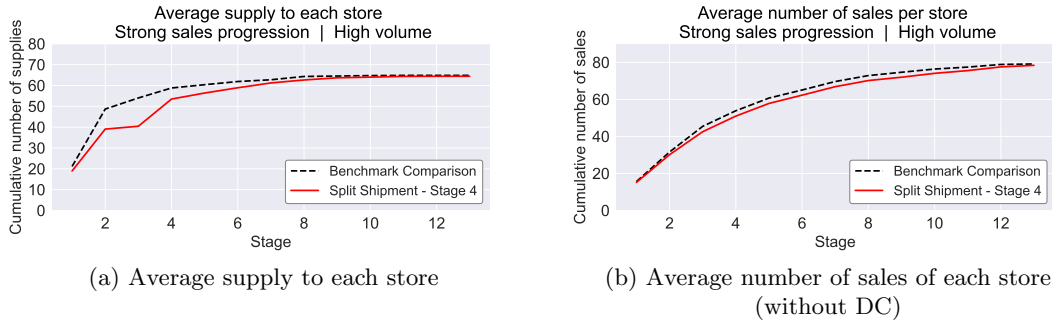 Average supply to each store
Strong sales progression | High volume
Cumulative number of supplies
80
70
60
50
40
30
20
10
0
2
4
6
8
10
12
Stage
Benchmark Comparison
Split Shipment - Stage 4
(a) Average supply to each store
Average number of sales per store
Strong sales progression | High volume
Cumulative number of sales
80
60
40
20
0
2
4
6
8
10
12
Stage
Benchmark Comparison
Split Shipment - Stage 4
(b) Average number of sales of each store
(without DC)